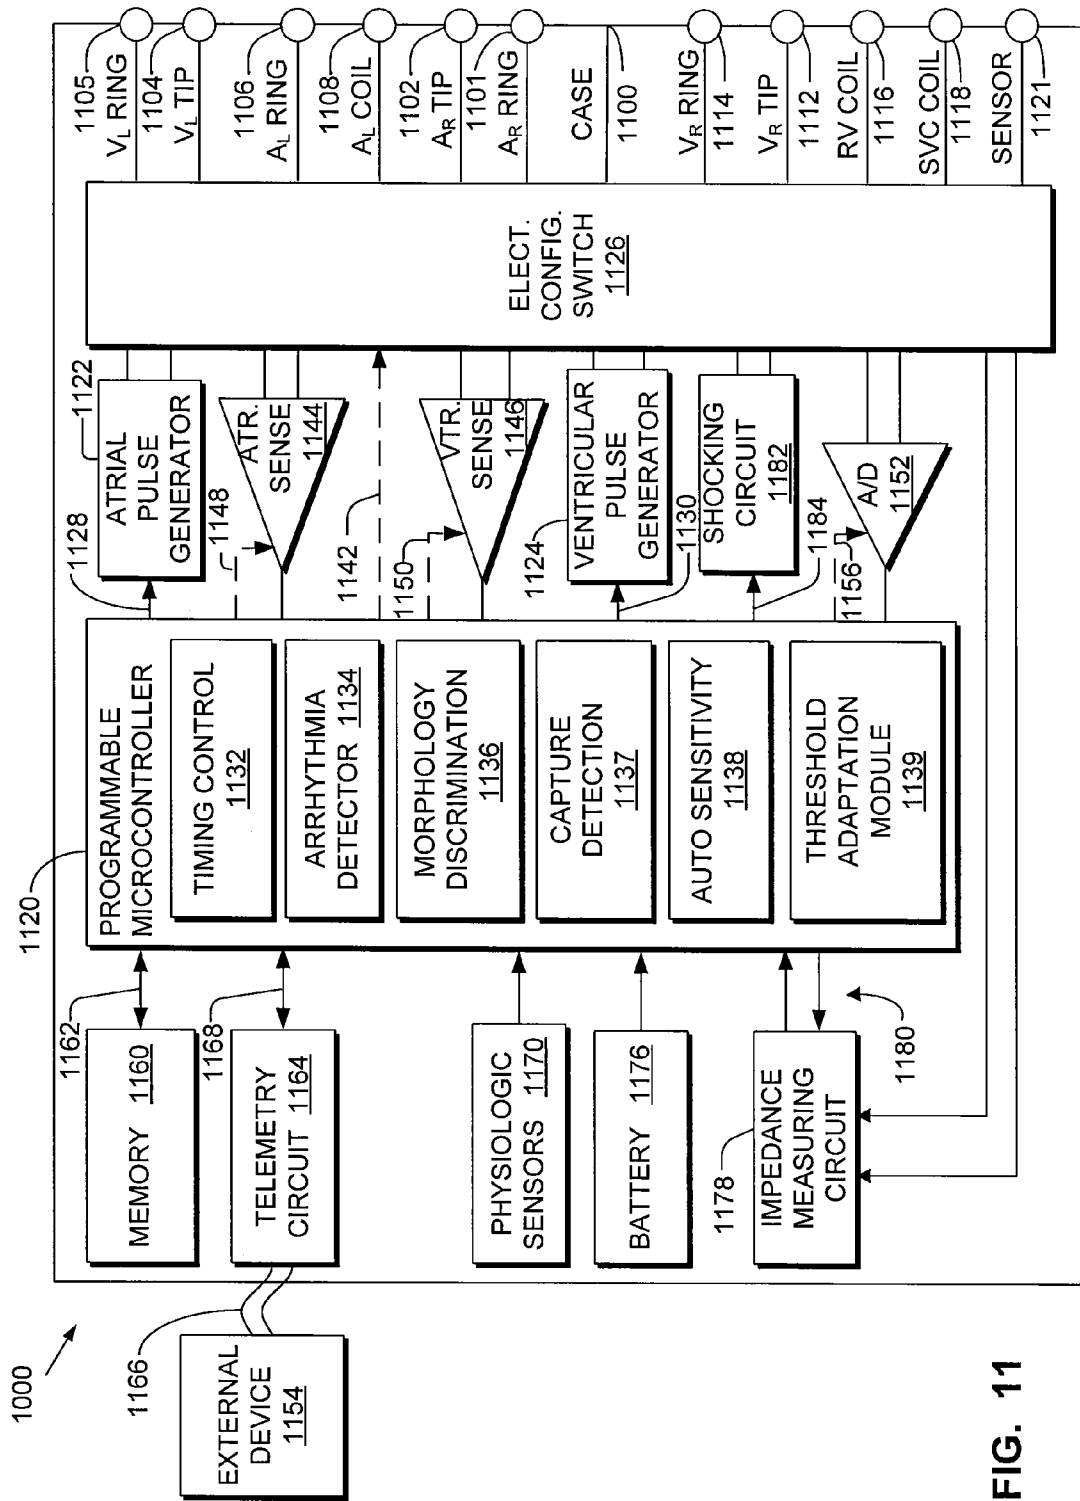 1000
EXTERNAL
DEVICE
1154
1166
MEMORY 1160
1162
TELEMETRY
CIRCUIT 1164
1168
PHYSIOLOGIC
SENSORS 1170
BATTERY 1176
1178
IMPEDANCE
MEASURING
CIRCUIT
1180
1120
PROGRAMMABLE
MICROCONTROLLER
TIMING CONTROL
1132
ARRHYTHMIA
DETECTOR 1134
MORPHOLOGY
DISCRIMINATION
1136
CAPTURE
DETECTION
1137
AUTO SENSITIVITY
1138
THRESHOLD
ADAPTATION
MODULE
1139
1128
1122
ATRIAL
PULSE
GENERATOR
1148
ATR.
SENSE
1144
1142
1150
VTR.
SENSE
1146
1124
VENTRICULAR
PULSE
GENERATOR
1130
SHOCKING
CIRCUIT
1182
1184
A/D
1152
1156
ELECT.
CONFIG.
SWITCH
1126
1105
VL RING
1104
VL TIP
1106
AL RING
1108
AL COIL
1102
AR TIP
1101
AR RING
CASE
1100
VR RING
1114
VR TIP
1112
RV COIL
1116
SVC COIL
1118
SENSOR
1121
FIG. 11